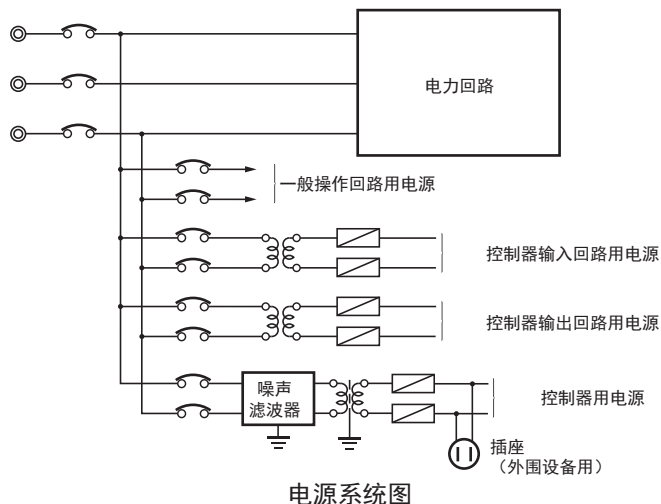 电力回路
一般操作回路用电源
控制器输入回路用电源
控制器输出回路用电源
噪声
滤波器
控制器用电源
插座
（外围设备用）
电源系统图